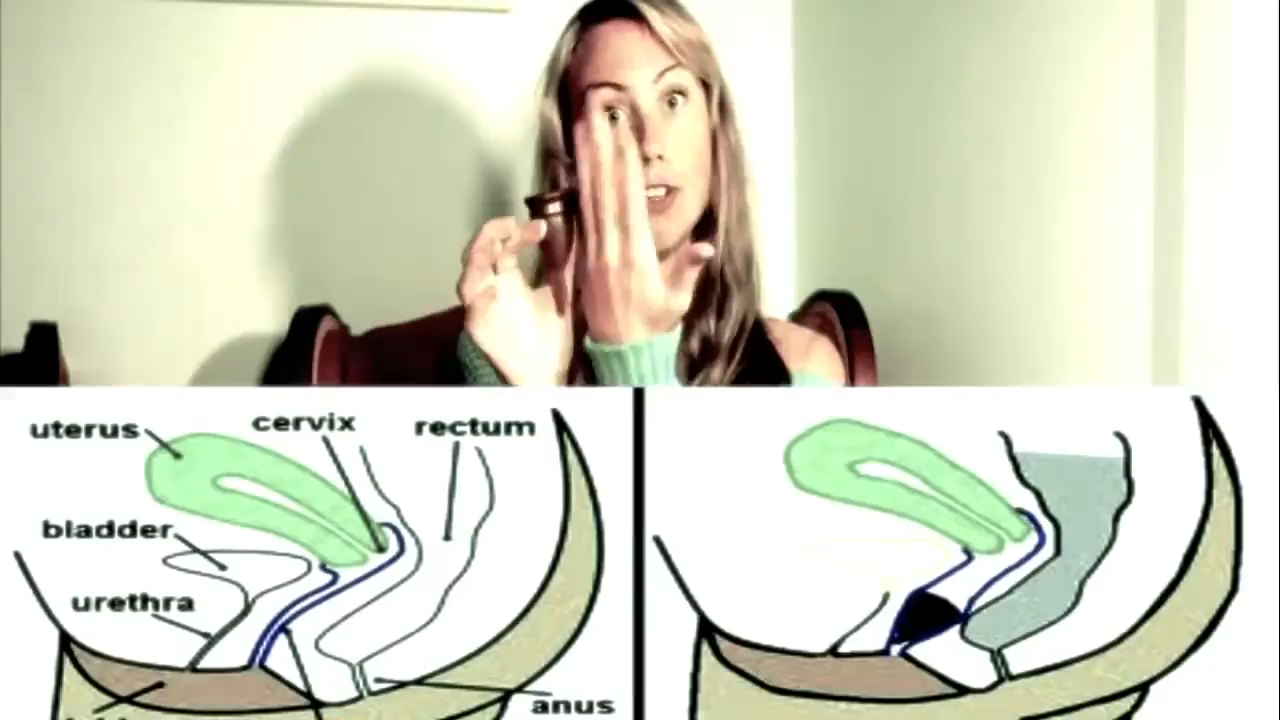 uterus
cervix
rectum
bladder
urethra
anus